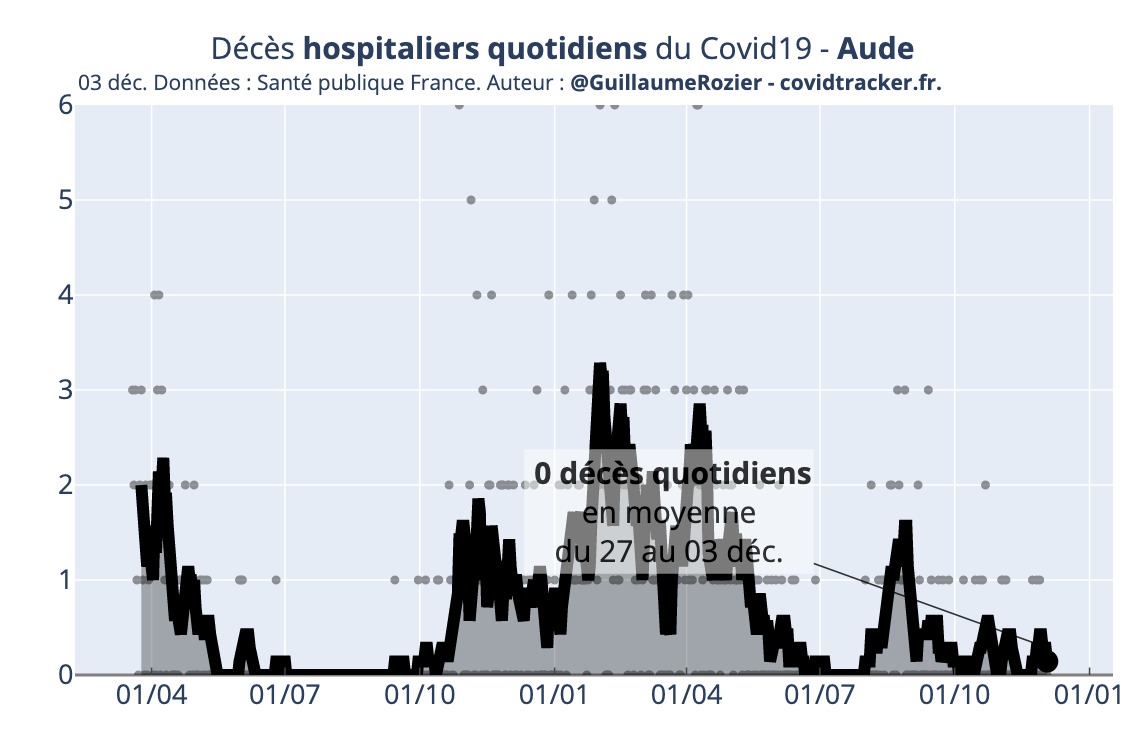 Décès hospitaliers quotidiens du Covid19 - Aude
03 déc. Données : Santé publique France. Auteur : @GuillaumeRozier - covidtracker.fr.
6
5
4
3
2
1
0
0 décès quotidiens
en moyenne
du 27 au 03 déc.
01/04 01/07 01/10 01/01 01/04 01/07 01/10 01/01